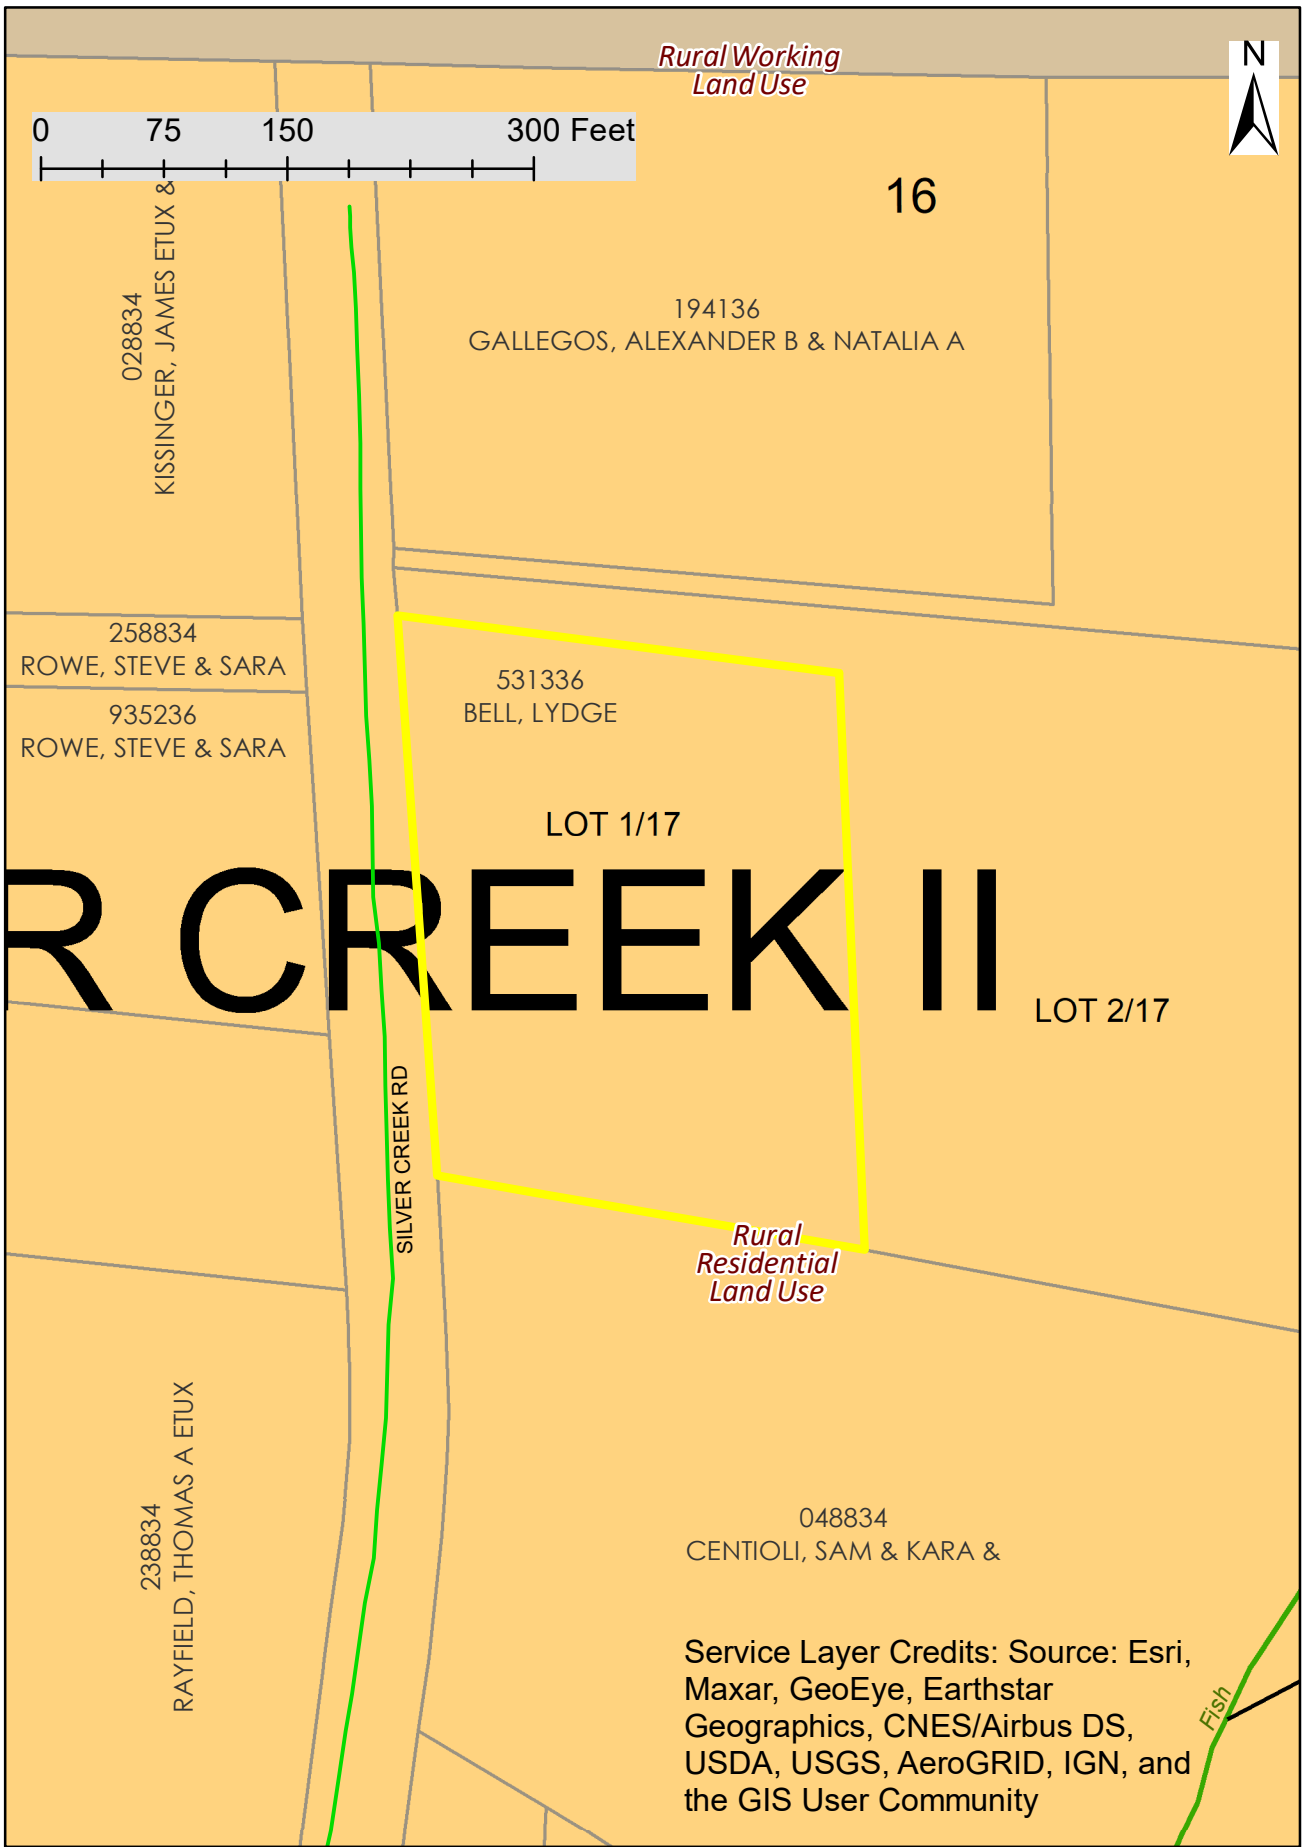 Rural Working
Land Use
N
0 75 150 300 Feet
16
028834
KISSINGER, JAMES ETUX &
194136
GALLEGOS, ALEXANDER B & NATALIA A
258834
ROWE, STEVE & SARA
935236
ROWE, STEVE & SARA
531336
BELL, LYDGE
LOT 1/17
R CREEK II
LOT 2/17
SILVER CREEK RD
Rural
Residential
Land Use
238834
RAYFIELD, THOMAS A ETUX
048834
CENTIOLI, SAM & KARA &
Service Layer Credits: Source: Esri,
Maxar, GeoEye, Earthstar
Geographics, CNES/Airbus DS,
USDA, USGS, AeroGRID, IGN, and
the GIS User Community
Fish